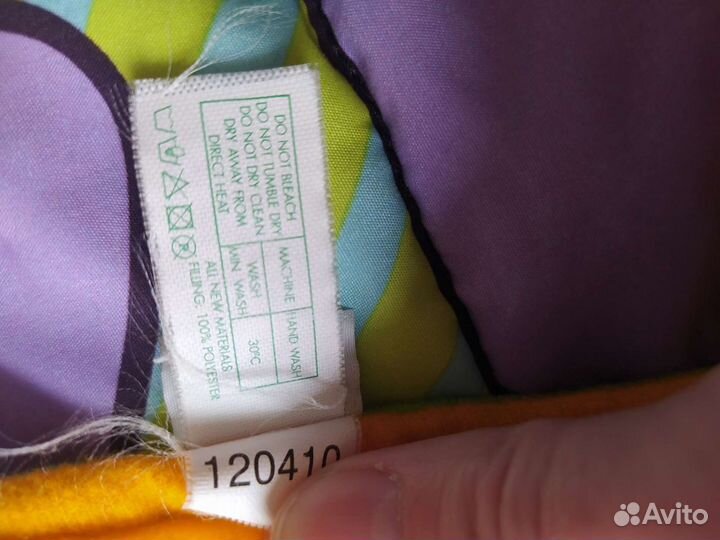 DO NOT BLEACH
DO NOT TUMBLE DRY
DO NOT DRY CLEAN
DRY AWAY FROM
DIRECT HEAT
MACHINE
WASH
MIN WASH
HAND WASH
30°C
ALL NEW MATERIALS
FILLING: 100% POLYESTER
120410
Avito